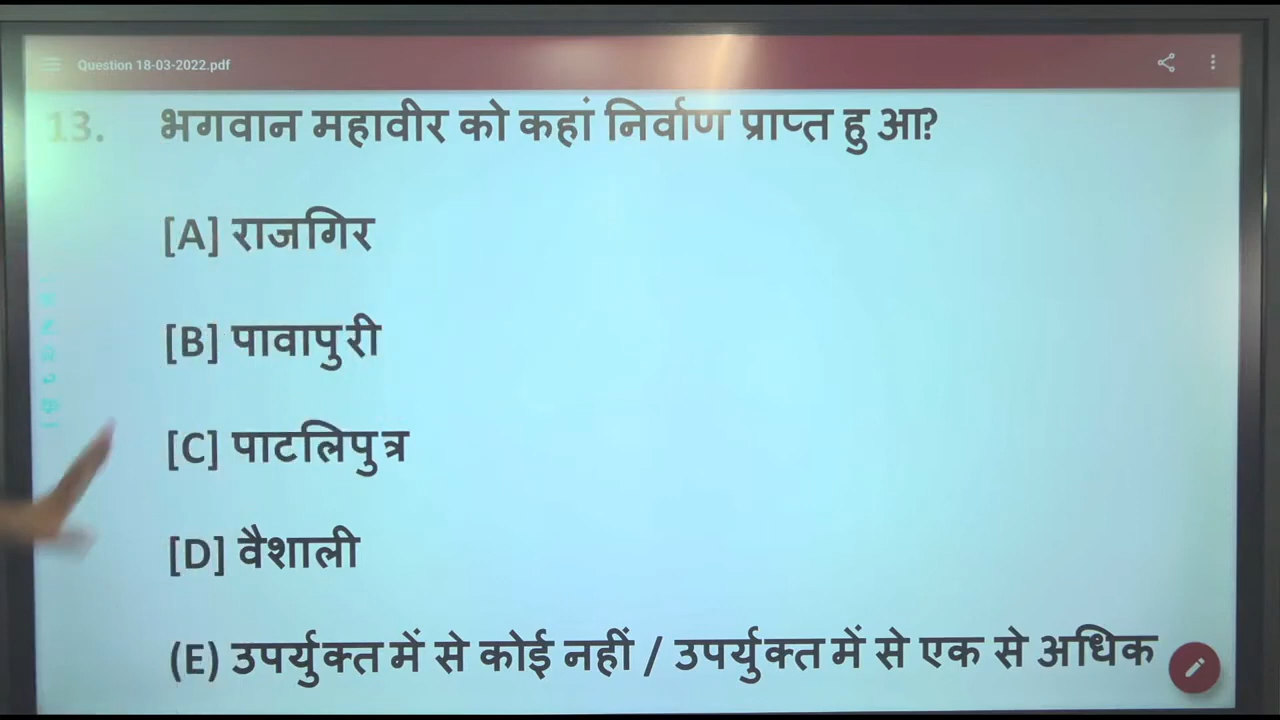 Question 18-03-2022.pdf
13. भगवान महावीर को कहां निर्वाण प्राप्त हुआ?
[A] राजगिर
[B] पावापुरी
[C] पाटलिपुत्र
[D] वैशाली
(E) उपर्युक्त में से कोई नहीं / उपर्युक्त में से एक से अधिक